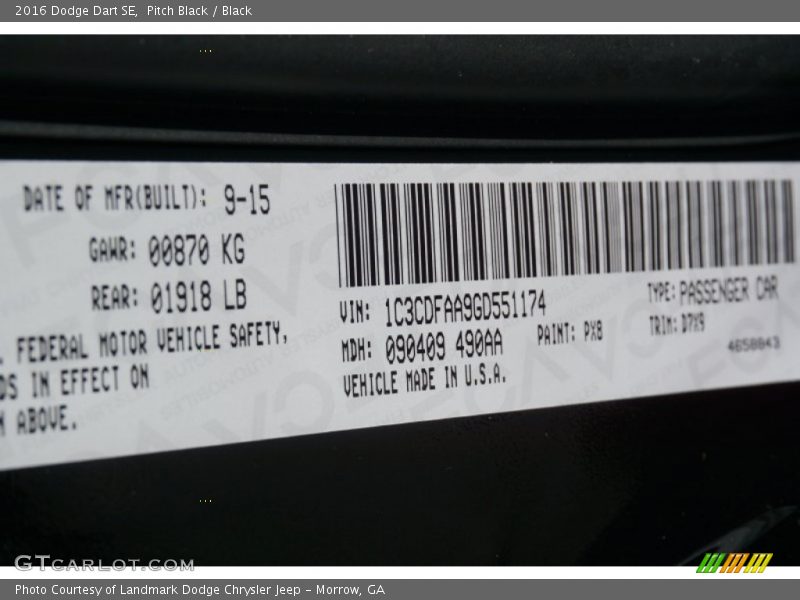 2016 Dodge Dart SE, Pitch Black / Black
DATE OF MFR(BUILT): 9-15
GAWR: 00870 KG
REAR: 01918 LB
FEDERAL MOTOR VEHICLE SAFETY,
DS IN EFFECT ON
ABOVE.
VIN: 1C3CDFAA9GD551174
TYPE: PASSENGER CAR
MDH: 090409 490AA
PAINT: PX8
TRIM: D7X9
VEHICLE MADE IN U.S.A.
4658843
GTCARLOT.COM
Photo Courtesy of Landmark Dodge Chrysler Jeep - Morrow, GA